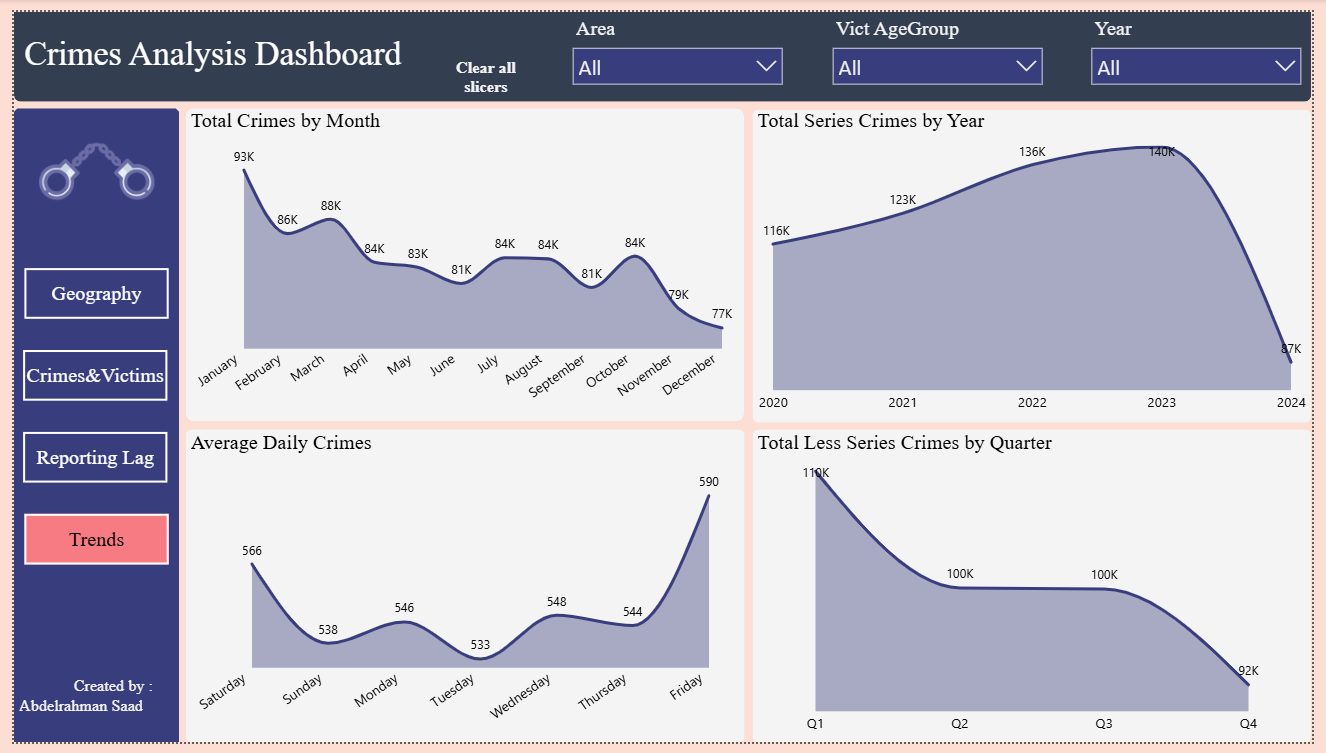 Crimes Analysis Dashboard
Clear all
slicers
Area
All
Vict AgeGroup
All
Year
All
Geography
Crimes&Victims
Reporting Lag
Trends
Created by :
Abdelrahman Saad
Total Crimes by Month
93K
86K
88K
84K
83K
81K
84K
84K
81K
84K
79K
77K
January
February
March
April
May
June
July
August
September
October
November
December
Total Series Crimes by Year
116K
123K
136K
140K
87K
2020
2021
2022
2023
2024
Average Daily Crimes
566
538
546
533
548
544
590
Saturday
Sunday
Monday
Tuesday
Wednesday
Thursday
Friday
Total Less Series Crimes by Quarter
110K
100K
100K
92K
Q1
Q2
Q3
Q4